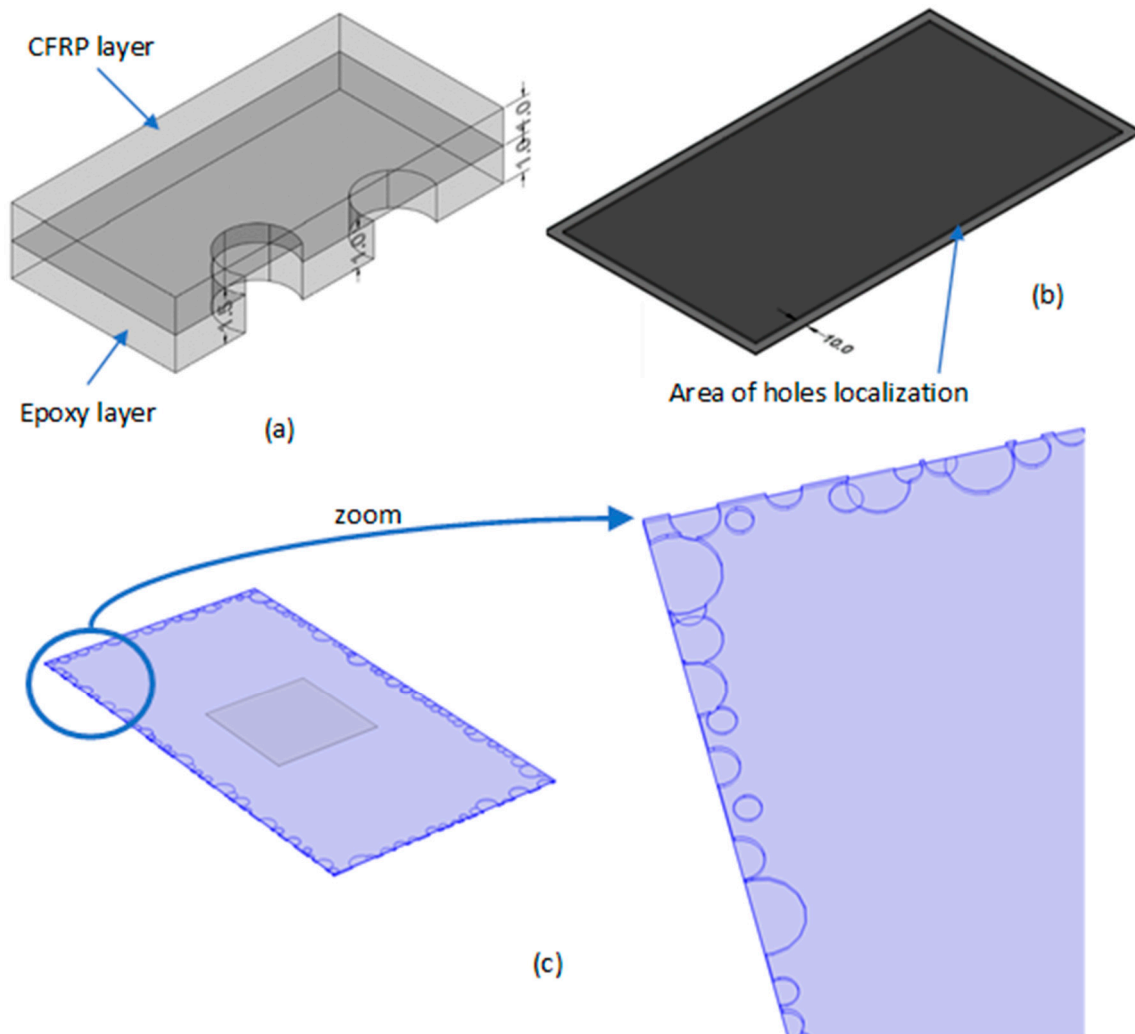 CFRP layer
4.0
1.0
1.0
1.5
Epoxy layer
(a)
10.0
(b)
Area of holes localization
zoom
(c)